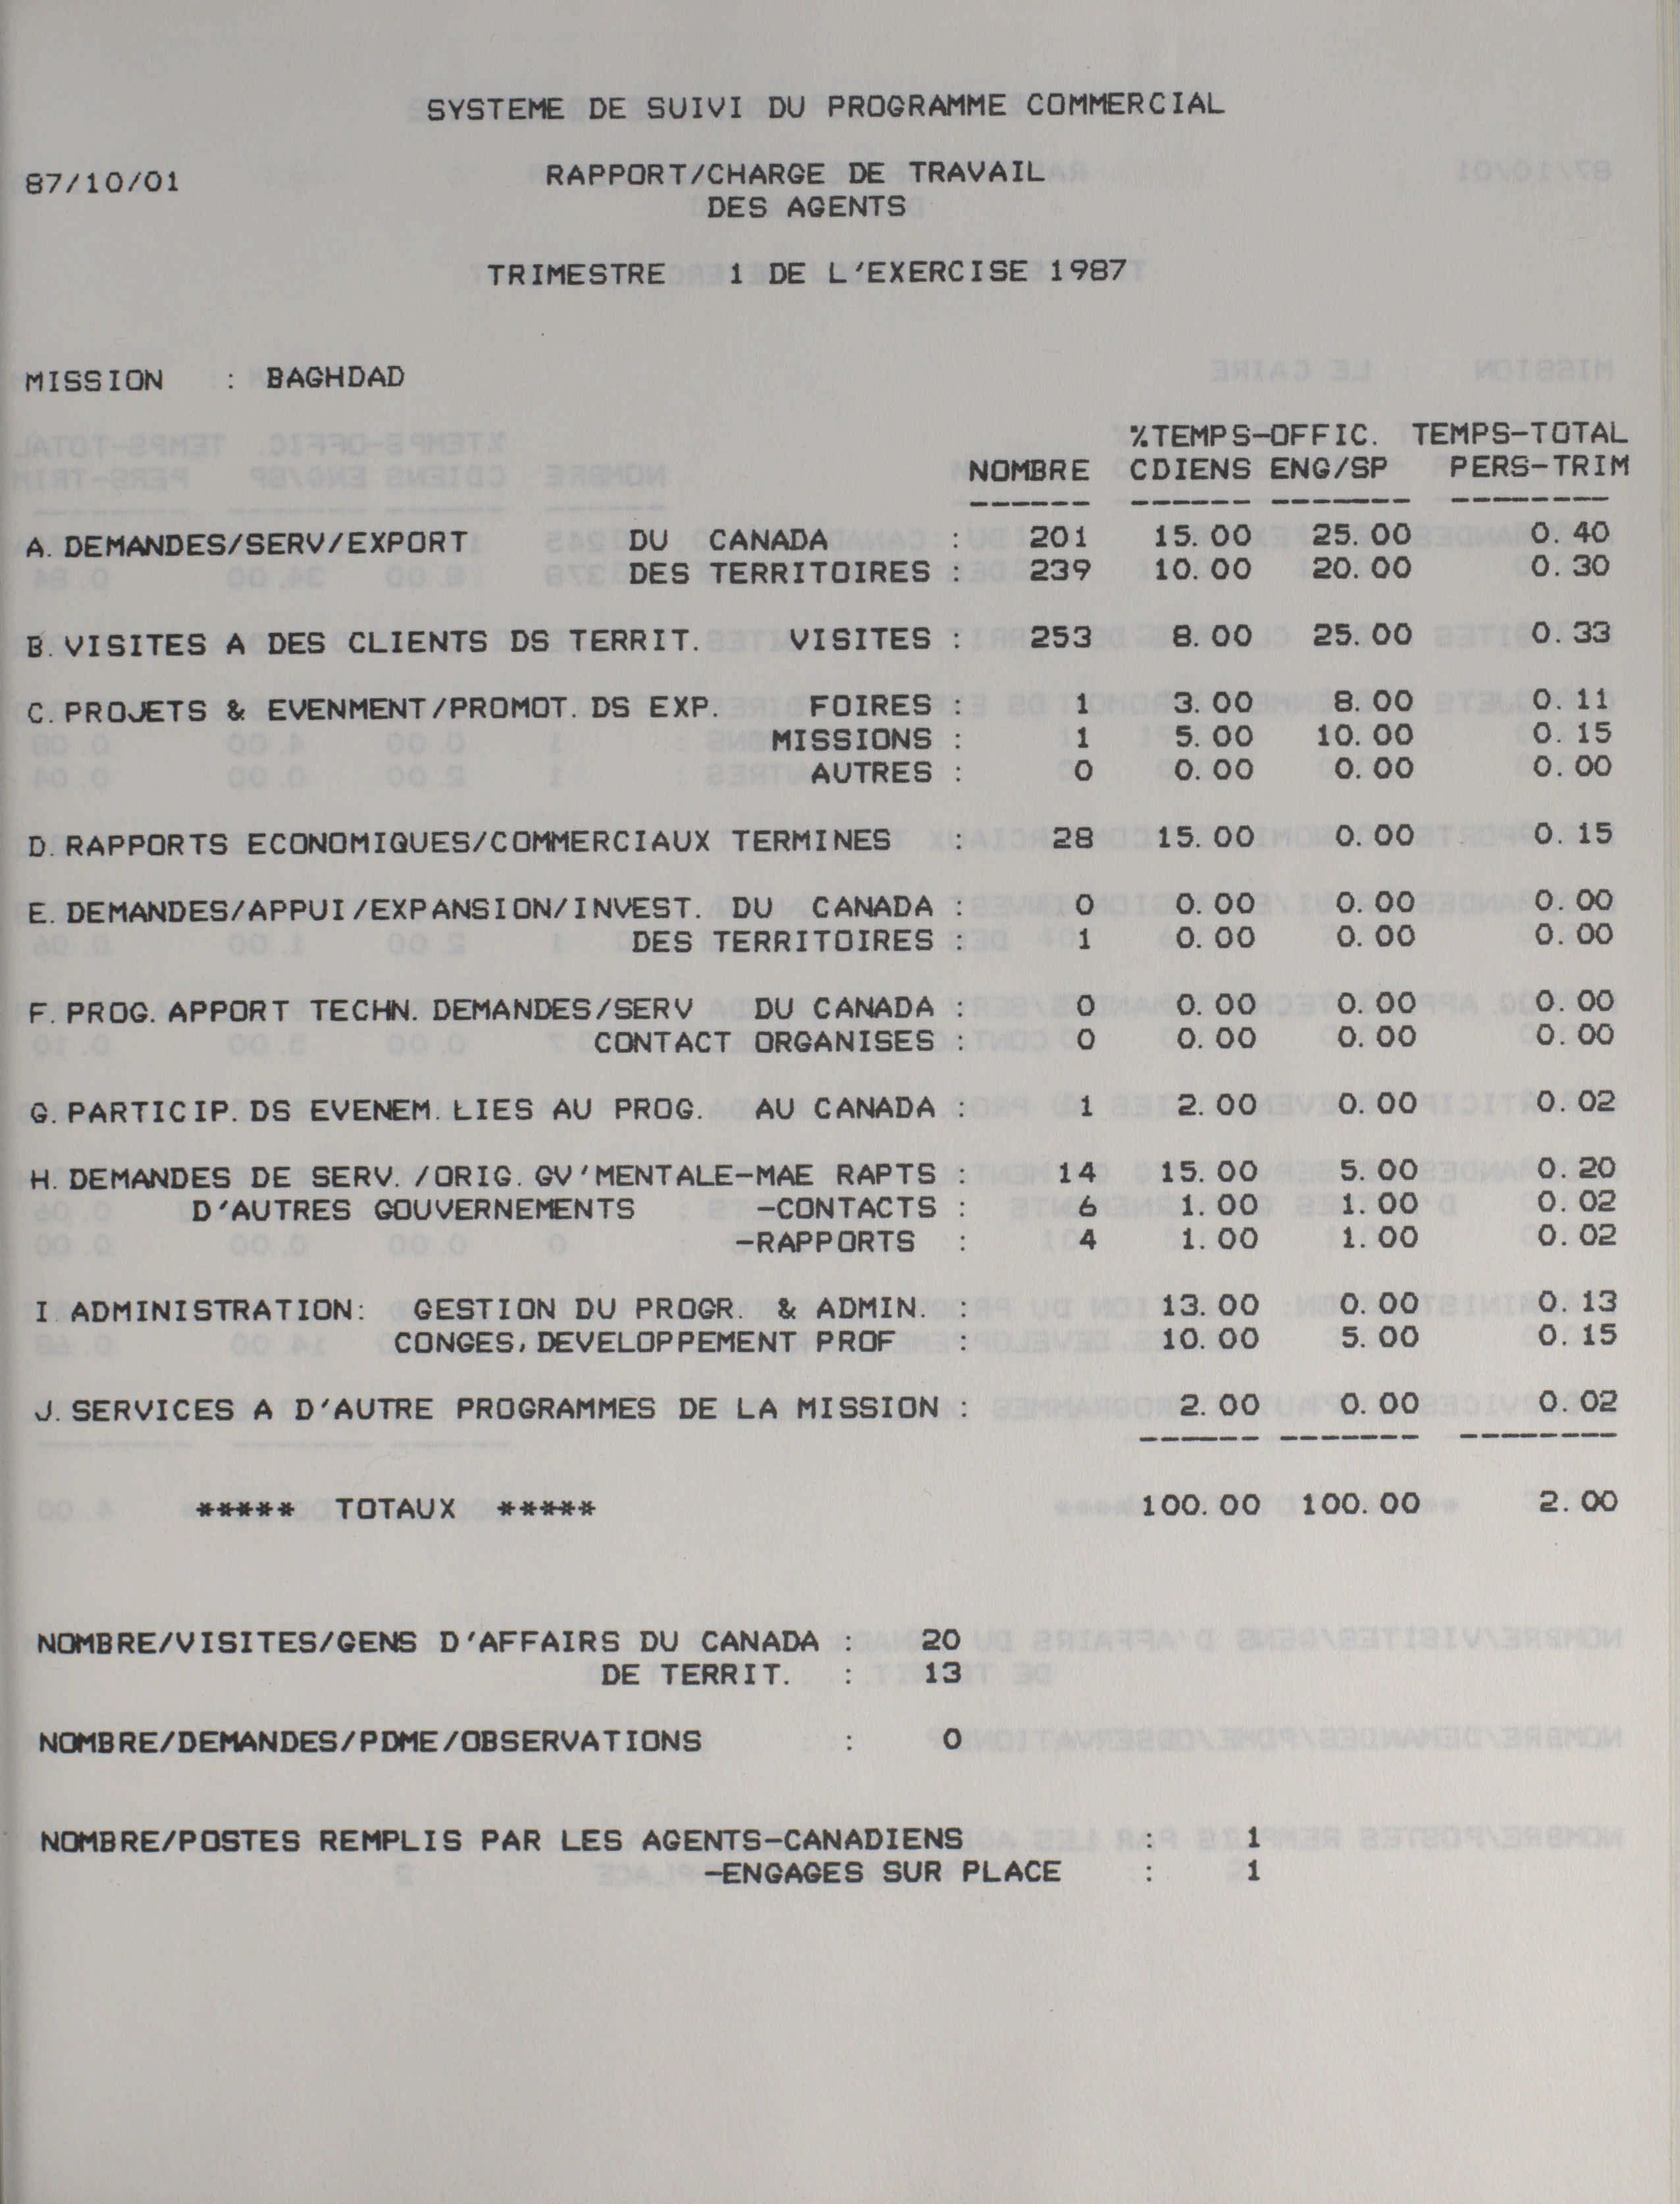 SYSTEME DE SUIVI DU PROGRAMME COMMERCIAL
87/10/01 RAPPORT/CHARGE DE TRAVAIL
DES AGENTS
TRIMESTRE 1 DE L'EXERCISE 1987
MISSION : BAGHDAD
%TEMPS-OFFIC. TEMPS-TOTAL
NOMBRE CDIENS ENG/SP PERS-TRIM
------ ------ ------- --------
A. DEMANDES/SERV/EXPORT DU CANADA : 201 15.00 25.00 0.40
DES TERRITOIRES : 239 10.00 20.00 0.30
B. VISITES A DES CLIENTS DS TERRIT. VISITES : 253 8.00 25.00 0.33
C. PROJETS & EVENMENT/PROMOT. DS EXP. FOIRES : 1 3.00 8.00 0.11
MISSIONS : 1 5.00 10.00 0.15
AUTRES : 0 0.00 0.00 0.00
D. RAPPORTS ECONOMIQUES/COMMERCIAUX TERMINES : 28 15.00 0.00 0.15
E. DEMANDES/APPUI/EXPANSION/INVEST. DU CANADA : 0 0.00 0.00 0.00
DES TERRITOIRES : 1 0.00 0.00 0.00
F. PROG. APPORT TECHN. DEMANDES/SERV DU CANADA : 0 0.00 0.00 0.00
CONTACT ORGANISES : 0 0.00 0.00 0.00
G. PARTICIP. DS EVENEM. LIES AU PROG. AU CANADA : 1 2.00 0.00 0.02
H. DEMANDES DE SERV. /ORIG. GV'MENTALE-MAE RAPTS : 14 15.00 5.00 0.20
D'AUTRES GOUVERNEMENTS -CONTACTS : 6 1.00 1.00 0.02
-RAPPORTS : 4 1.00 1.00 0.02
I ADMINISTRATION: GESTION DU PROGR. & ADMIN. : 13.00 0.00 0.13
CONGES, DEVELOPPEMENT PROF : 10.00 5.00 0.15
J. SERVICES A D'AUTRE PROGRAMMES DE LA MISSION : 2.00 0.00 0.02
------ ------- --------
***** TOTAUX ***** 100.00 100.00 2.00
NOMBRE/VISITES/GENS D'AFFAIRS DU CANADA : 20
DE TERRIT. : 13
NOMBRE/DEMANDES/PDME/OBSERVATIONS : 0
NOMBRE/POSTES REMPLIS PAR LES AGENTS-CANADIENS : 1
-ENGAGES SUR PLACE : 1